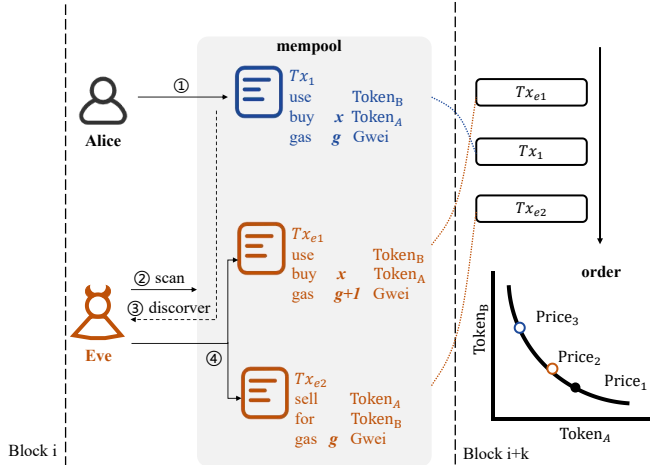 mempool
①
Alice
Tx₁
use Token_B
buy x Token_A
gas g Gwei
② scan
③ discorver
Eve
④
Tx_e1
use Token_B
buy x Token_A
gas g+1 Gwei
Tx_e2
sell Token_A
for Token_B
gas g Gwei
Tx_e1
Tx₁
Tx_e2
order
Token_B
Price₃
Price₂
Price₁
Token_A
Block i
Block i+k